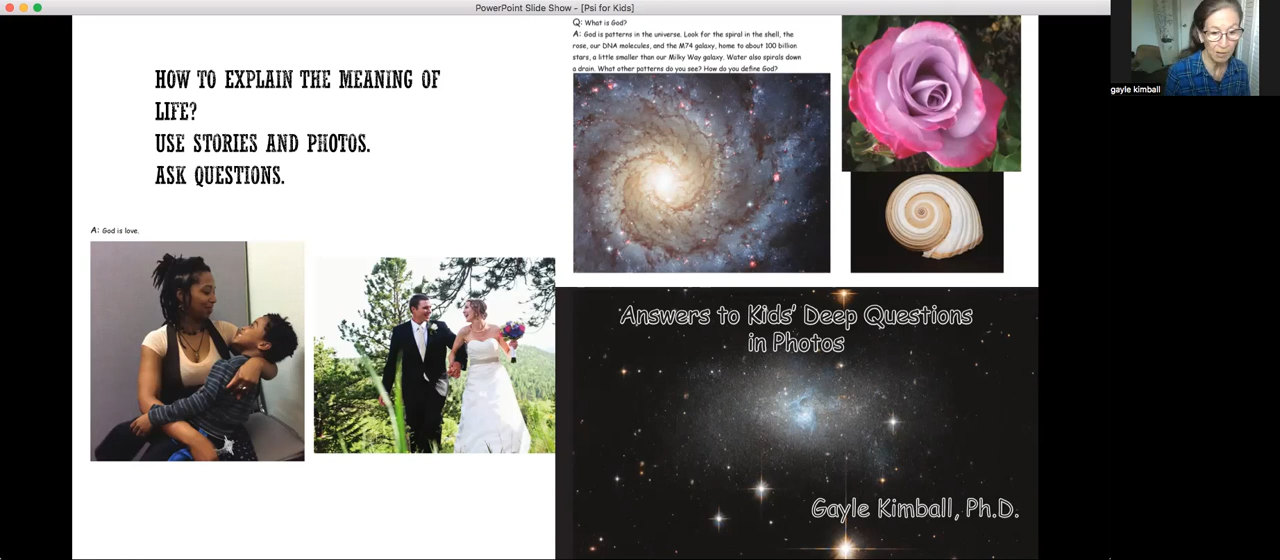 PowerPoint Slide Show - [Psi for Kids]
HOW TO EXPLAIN THE MEANING OF
LIFE?
USE STORIES AND PHOTOS.
ASK QUESTIONS.
A: God is love.
Q: What is God?
A: God is patterns in the universe. Look for the spiral in the shell, the
rose, our DNA molecules, and the M74 galaxy, home to about 100 billion
stars, a little smaller than our Milky Way galaxy. Water also spirals down
a drain. What other patterns do you see? How do you define God?
Answers to Kids' Deep Questions
in Photos
Gayle Kimball, Ph.D.
gayle kimball